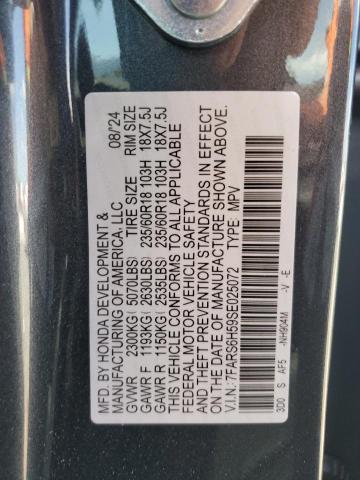 MFD. BY HONDA DEVELOPMENT & 08/24
MANUFACTURING OF AMERICA, LLC
GVWR 2300KG (5070LBS) TIRE SIZE RIM SIZE
GAWR F 1193KG (2630LBS) 235/60R18 103H 18X7.5J
GAWR R 1150KG (2535LBS) 235/60R18 103H 18X7.5J
THIS VEHICLE CONFORMS TO ALL APPLICABLE
FEDERAL MOTOR VEHICLE SAFETY
AND THEFT PREVENTION STANDARDS IN EFFECT
ON THE DATE OF MANUFACTURE SHOWN ABOVE.
V.I.N.: 7FARS6H59SE025072 TYPE: MPV
3D0 S AF5 -NH904M -V -E